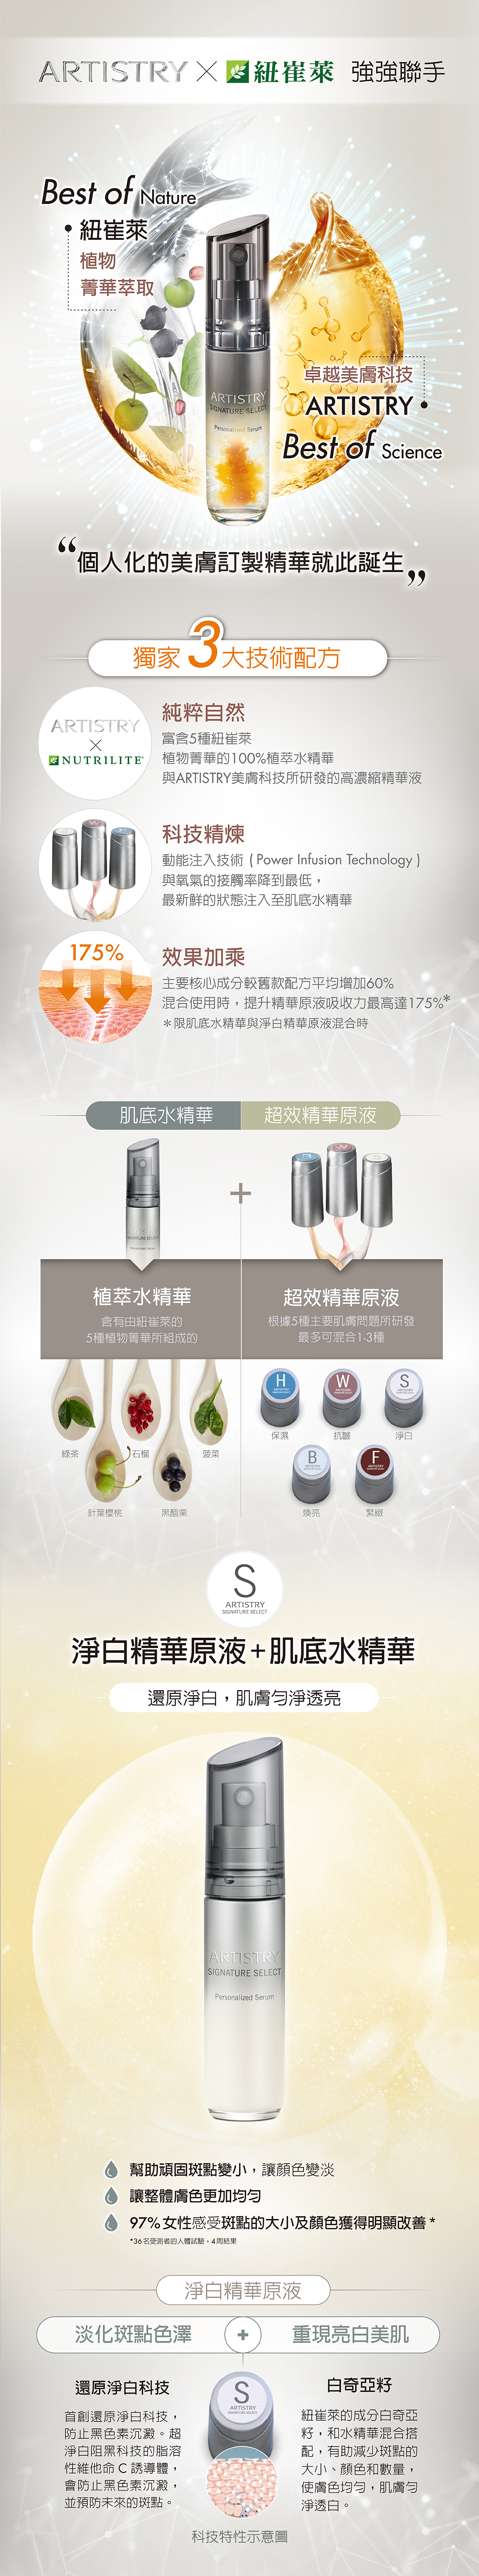 ARTISTRY × 紐崔萊 強強聯手
Best of Nature
紐崔萊
植物
菁華萃取
ARTISTRY
SIGNATURE SELECT
Personalized Serum
卓越美膚科技
ARTISTRY
Best of Science
“個人化的美膚訂製精華就此誕生”
獨家3大技術配方
ARTISTRY
×
NUTRILITE
純粹自然
富含5種紐崔萊
植物菁華的100%植萃水精華
與ARTISTRY美膚科技所研發的高濃縮精華液
科技精煉
動能注入技術 ( Power Infusion Technology )
與氧氣的接觸率降到最低，
最新鮮的狀態注入至肌底水精華
175%
效果加乘
主要核心成分較舊款配方平均增加60%
混合使用時，提升精華原液吸收力最高達175%*
＊限肌底水精華與淨白精華原液混合時
肌底水精華
超效精華原液
+
植萃水精華
含有由紐崔萊的
5種植物菁華所組成的
超效精華原液
根據5種主要肌膚問題所研發
最多可混合1-3種
綠茶
石榴
菠菜
針葉櫻桃
黑醋栗
H
W
S
保濕
抗皺
淨白
B
F
煥亮
緊緻
S
ARTISTRY
SIGNATURE SELECT
淨白精華原液+肌底水精華
還原淨白，肌膚勻淨透亮
ARTISTRY
SIGNATURE SELECT
Personalized Serum
幫助頑固斑點變小，讓顏色變淡
讓整體膚色更加均勻
97%女性感受斑點的大小及顏色獲得明顯改善*
*36名受測者的人體試驗，4周結果
淨白精華原液
淡化斑點色澤 + 重現亮白美肌
還原淨白科技
首創還原淨白科技，
防止黑色素沉澱。超
淨白阻黑科技的脂溶
性維他命 C 誘導體，
會防止黑色素沉澱，
並預防未來的斑點。
S
ARTISTRY
SIGNATURE SELECT
白奇亞籽
紐崔萊的成分白奇亞
籽，和水精華混合搭
配，有助減少斑點的
大小、顏色和數量，
使膚色均勻，肌膚勻
淨透白。
科技特性示意圖